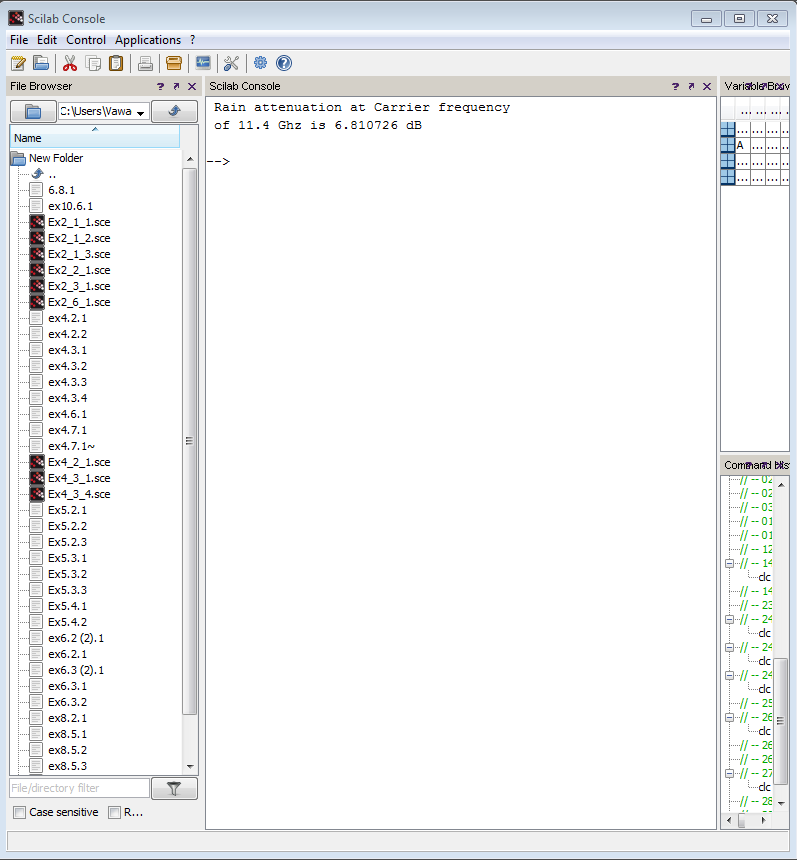 Scilab Console
File Edit Control Applications ?
File Browser
C:\Users\Vawa
Name
New Folder
..
6.8.1
ex10.6.1
Ex2_1_1.sce
Ex2_1_2.sce
Ex2_1_3.sce
Ex2_2_1.sce
Ex2_3_1.sce
Ex2_6_1.sce
ex4.2.1
ex4.2.2
ex4.3.1
ex4.3.2
ex4.3.3
ex4.3.4
ex4.6.1
ex4.7.1
ex4.7.1~
Ex4_2_1.sce
Ex4_3_1.sce
Ex4_3_4.sce
Ex5.2.1
Ex5.2.2
Ex5.2.3
Ex5.3.1
Ex5.3.2
Ex5.3.3
Ex5.4.1
Ex5.4.2
ex6.2 (2).1
ex6.2.1
ex6.3 (2).1
ex6.3.1
ex6.3.2
ex8.2.1
ex8.5.1
ex8.5.2
ex8.5.3
File/directory filter
Case sensitive R...
Scilab Console
Rain attenuation at Carrier frequency
of 11.4 Ghz is 6.810726 dB
-->
... ... ...
... ... ... ...
A ... ... ...
... ... ... ...
... ... ... ...
// -- 02
// -- 02
// -- 03
// -- 01
// -- 01
// -- 12
// -- 14
clc
// -- 14
// -- 23
// -- 24
clc
// -- 24
clc
// -- 24
clc
// -- 25
// -- 26
clc
// -- 26
// -- 26
// -- 27
clc
// -- 28